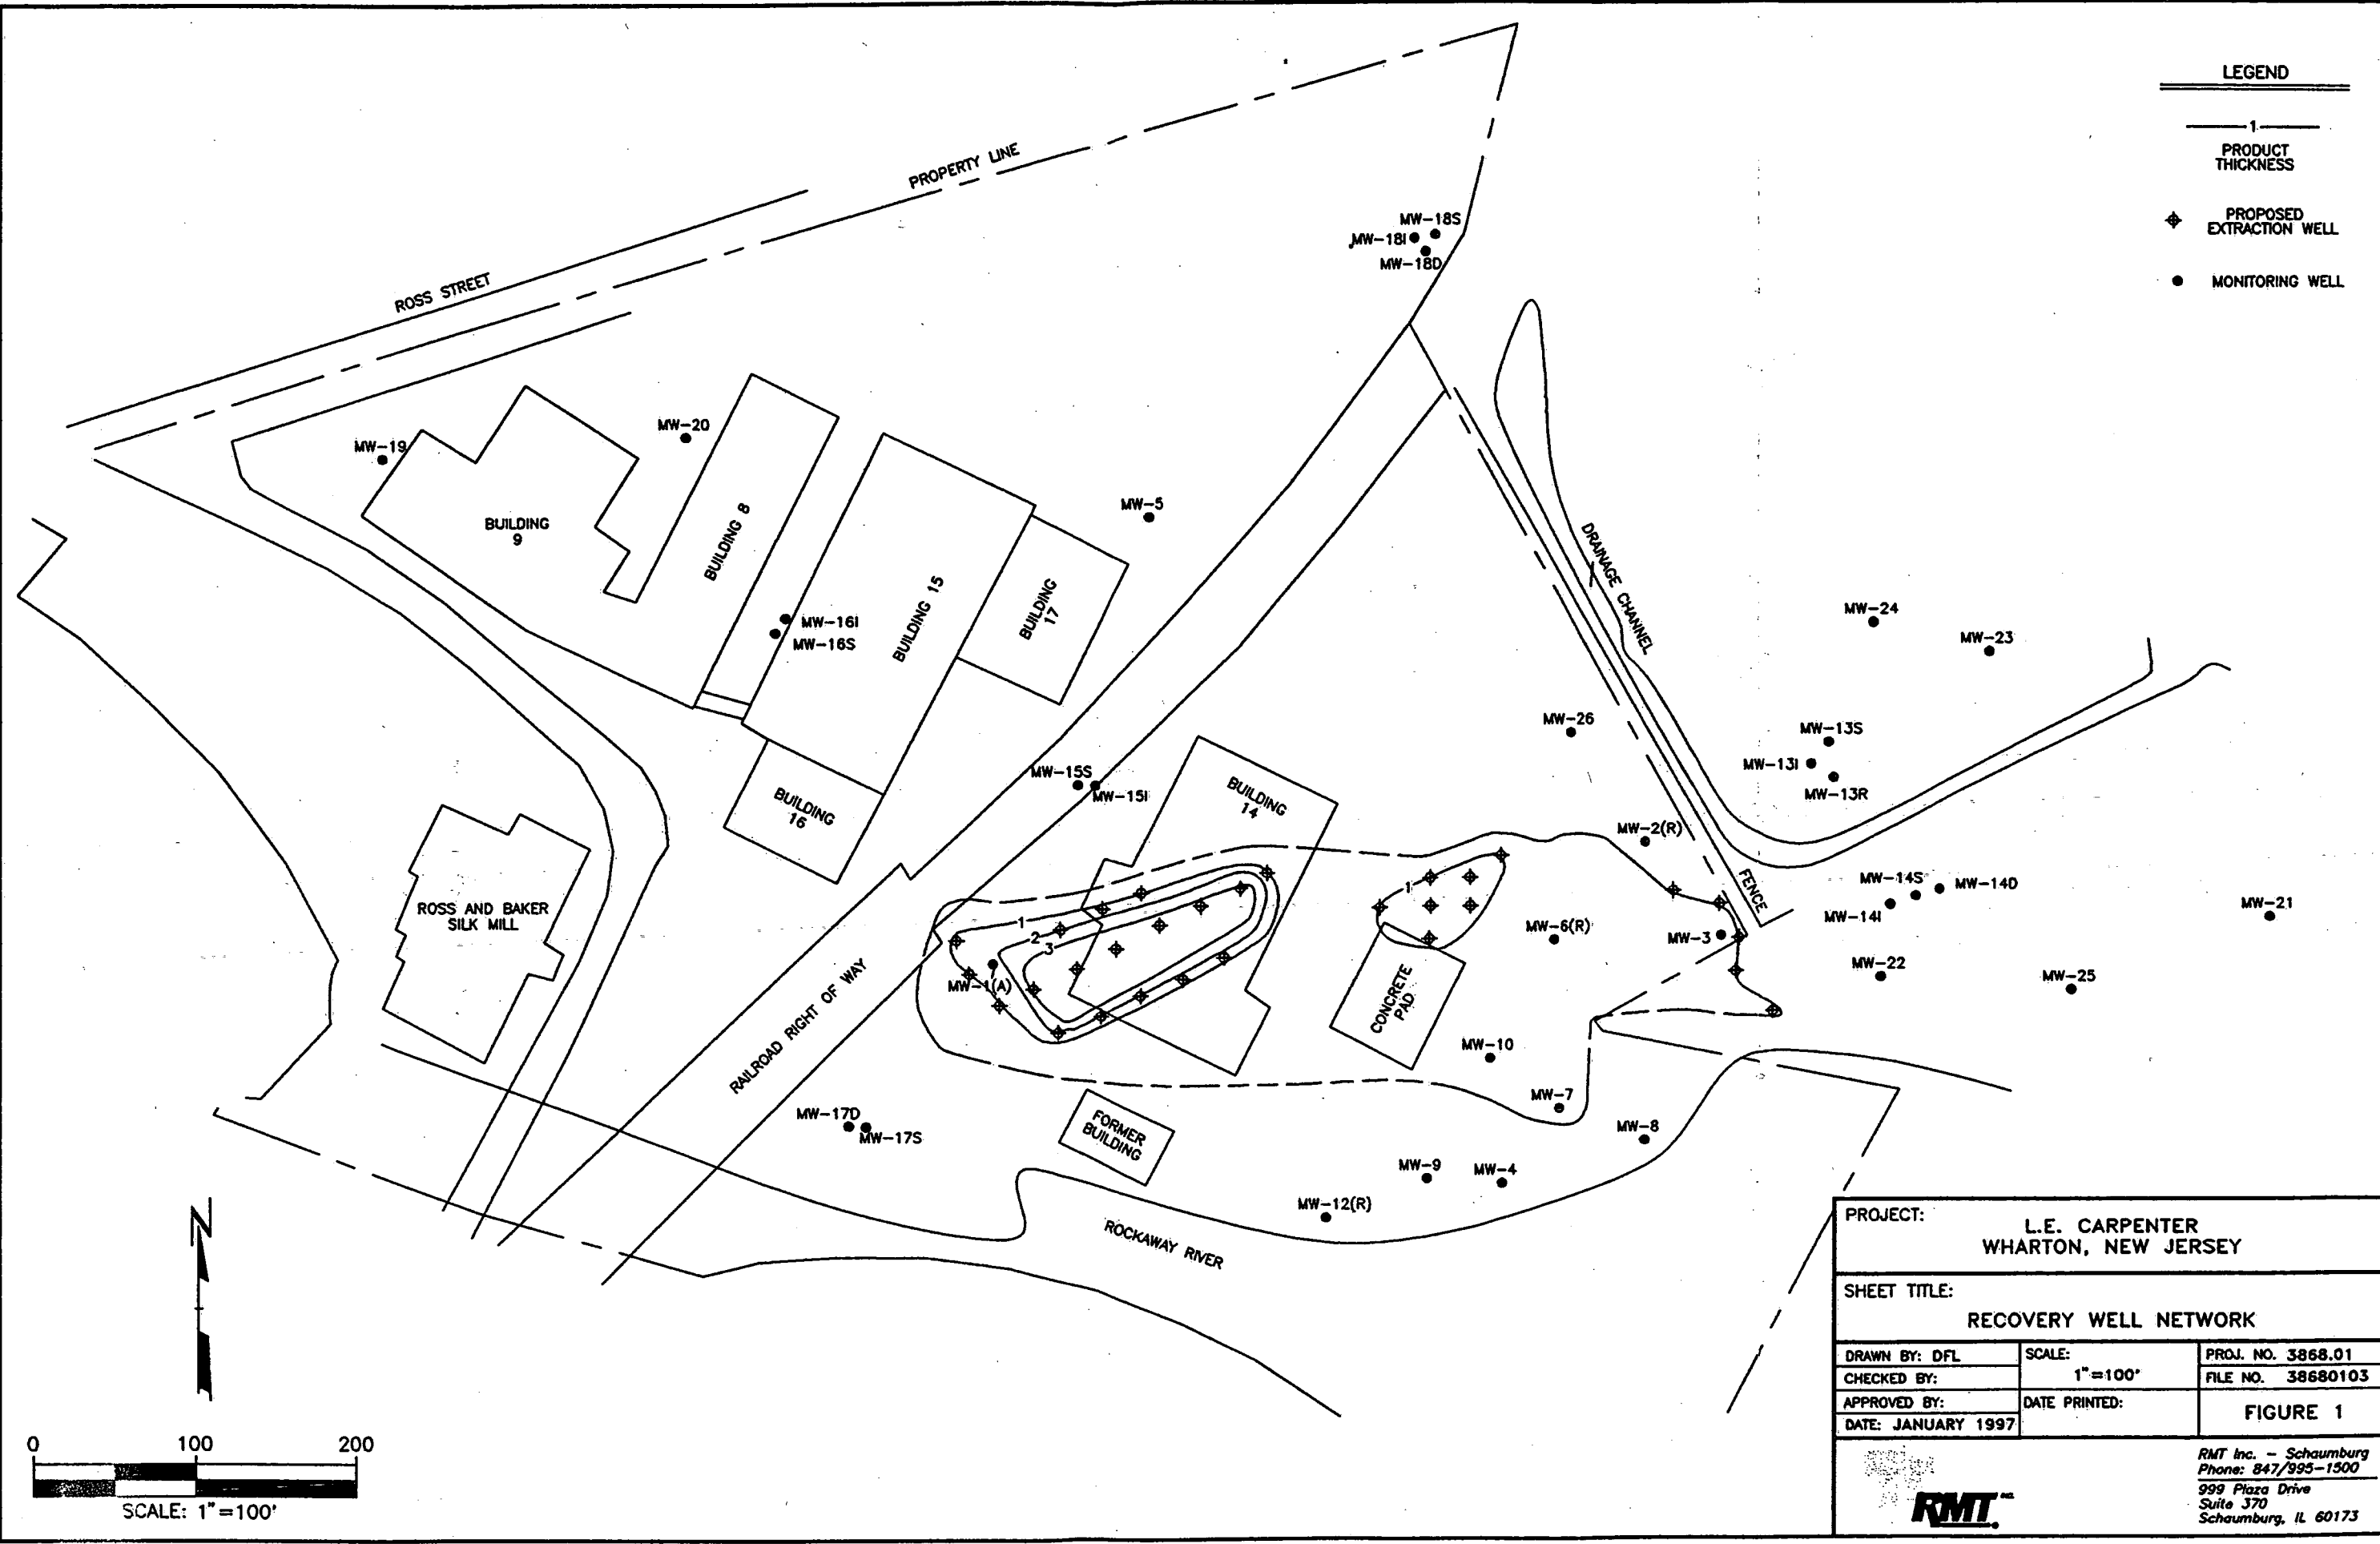 LEGEND
1
PRODUCT
THICKNESS
PROPOSED
EXTRACTION WELL
MONITORING WELL
PROPERTY LINE
ROSS STREET
MW-18S
MW-18I
MW-18D
MW-19
MW-20
MW-5
BUILDING
9
BUILDING 8
BUILDING 15
BUILDING
17
MW-16I
MW-16S
DRAINAGE CHANNEL
MW-24
MW-23
MW-26
MW-13S
MW-13I
MW-13R
MW-15S
MW-15I
BUILDING
16
BUILDING
14
MW-2(R)
FENCE
MW-14S
MW-14D
MW-14I
MW-21
ROSS AND BAKER
SILK MILL
1
2
3
1
MW-6(R)
MW-3
MW-22
MW-25
MW-1(A)
RAILROAD RIGHT OF WAY
CONCRETE
PAD
MW-10
MW-7
MW-17D
MW-17S
FORMER
BUILDING
MW-8
MW-9
MW-4
MW-12(R)
ROCKAWAY RIVER
N
0 100 200
SCALE: 1"=100'
PROJECT:
L.E. CARPENTER
WHARTON, NEW JERSEY
SHEET TITLE:
RECOVERY WELL NETWORK
DRAWN BY: DFL
SCALE:
1"=100'
PROJ. NO. 3868.01
CHECKED BY:
FILE NO. 38680103
APPROVED BY:
DATE PRINTED:
FIGURE 1
DATE: JANUARY 1997
RMT INC.
RMT Inc. - Schaumburg
Phone: 847/995-1500
999 Plaza Drive
Suite 370
Schaumburg, IL 60173